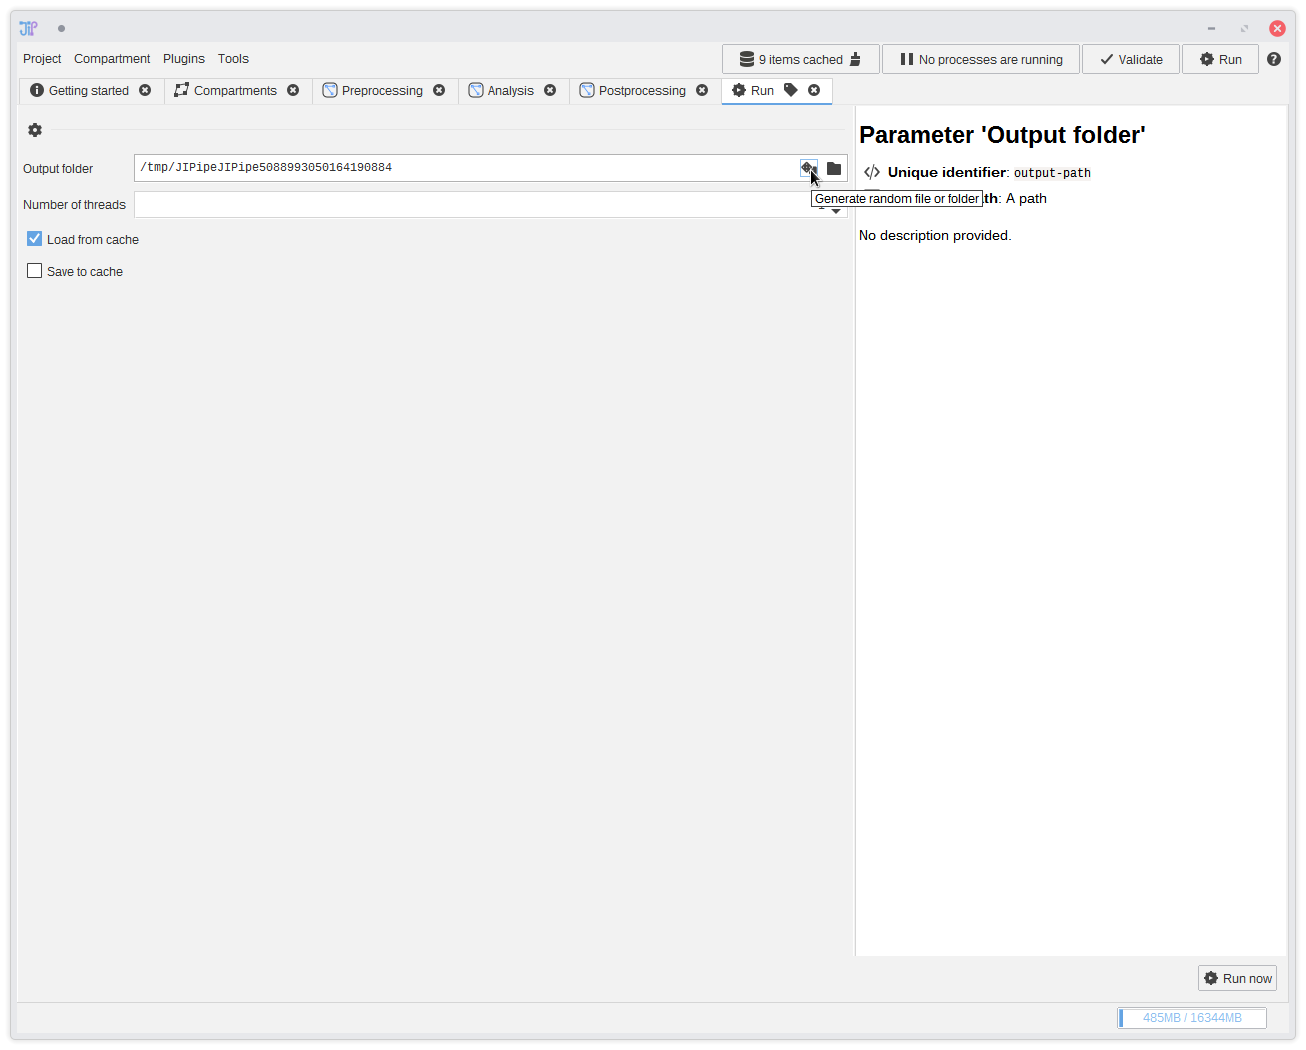 JIP
Project Compartment Plugins Tools 9 items cached No processes are running Validate Run
Getting started Compartments Preprocessing Analysis Postprocessing Run
Parameter 'Output folder'
Output folder /tmp/JIPipeJIPipe5088993050164190884
</> Unique identifier: output-path
Generate random file or folder th: A path
Number of threads
No description provided.
Load from cache
Save to cache
Run now
485MB / 16344MB